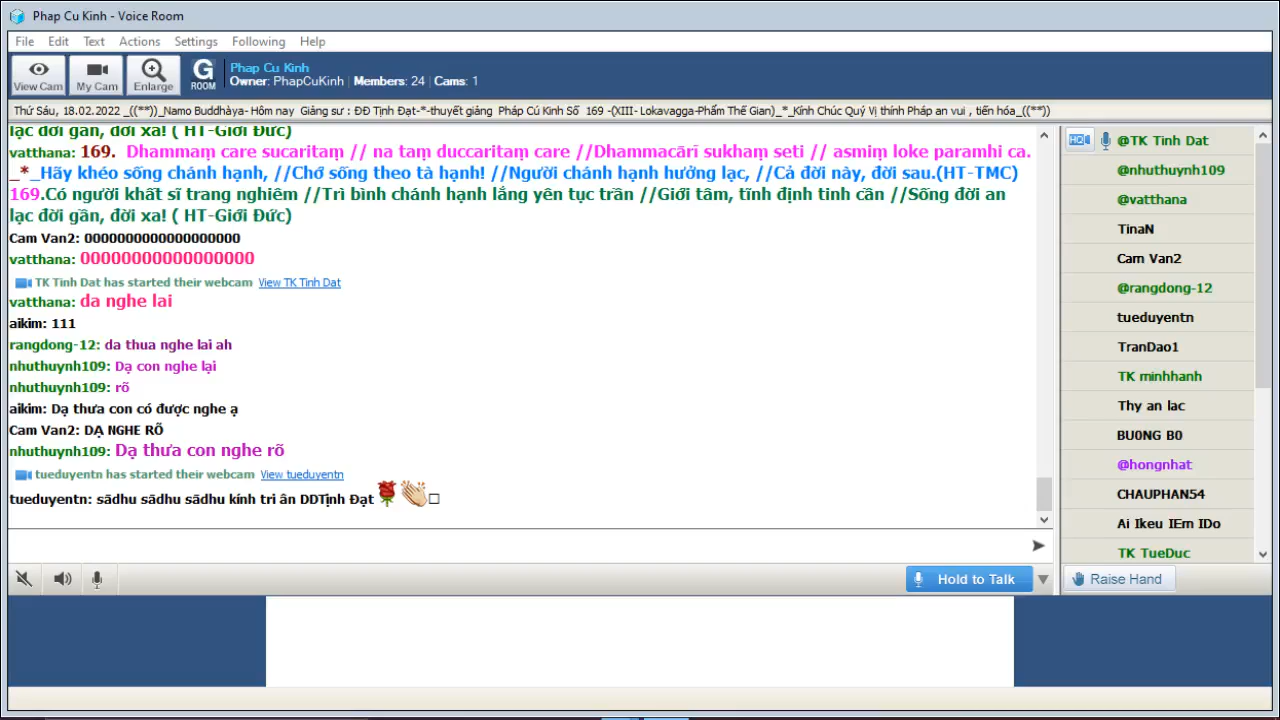 Phap Cu Kinh - Voice Room
File Edit Text Actions Settings Following Help
View Cam My Cam Enlarge G ROOM
Phap Cu Kinh
Owner: PhapCuKinh | Members: 24 | Cams: 1
Thứ Sáu, 18.02.2022 _((**))_Namo Buddhàya- Hôm nay Giảng sư : ĐĐ Tịnh Đạt-*-thuyết giảng Pháp Cú Kinh Số 169 -(XIII- Lokavagga-Phẩm Thế Gian)_*_Kính Chúc Quý Vị thính Pháp an vui , tiến hóa_((**))
lạc đời gần, đời xa! ( HT-Giới Đức)
vatthana: 169. Dhammaṃ care sucaritaṃ // na taṃ duccaritaṃ care //Dhammacārī sukhaṃ seti // asmiṃ loke paramhi ca.
_*_Hãy khéo sống chánh hạnh, //Chớ sống theo tà hạnh! //Người chánh hạnh hưởng lạc, //Cả đời này, đời sau.(HT-TMC)
169.Có người khất sĩ trang nghiêm //Trì bình chánh hạnh lắng yên tục trần //Giới tâm, tĩnh định tinh cần //Sống đời an
lạc đời gần, đời xa! ( HT-Giới Đức)
Cam Van2: 0000000000000000000
vatthana: 00000000000000000
TK Tinh Dat has started their webcam View TK Tinh Dat
vatthana: da nghe lai
aikim: 111
rangdong-12: da thua nghe lai ah
nhuthuynh109: Dạ con nghe lại
nhuthuynh109: rõ
aikim: Dạ thưa con có được nghe ạ
Cam Van2: DẠ NGHE RÕ
nhuthuynh109: Dạ thưa con nghe rõ
tueduyentn has started their webcam View tueduyentn
tueduyentn: sādhu sādhu sādhu kính tri ân DDTịnh Đạt 🌹👏□
HQ
@TK Tinh Dat
@nhuthuynh109
@vatthana
TinaN
Cam Van2
@rangdong-12
tueduyentn
TranDao1
TK minhhanh
Thy an lac
BU0NG B0
@hongnhat
CHAUPHAN54
Ai Ikeu IEm IDo
TK TueDuc
Hold to Talk
Raise Hand